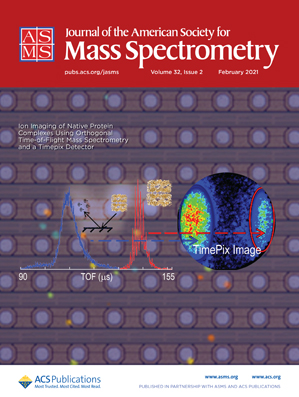 AS
MS
Journal of the American Society for
Mass Spectrometry
pubs.acs.org/jasms
Volume 32, Issue 2
February 2021
Ion Imaging of Native Protein
Complexes Using Orthogonal
Time-of-Flight Mass Spectrometry
and a Timepix Detector
TimePix Image
90
TOF (μs)
155
ACS Publications
Most Trusted. Most Cited. Most Read.
www.asms.org
www.acs.org
PUBLISHED IN PARTNERSHIP WITH ASMS AND ACS PUBLICATIONS